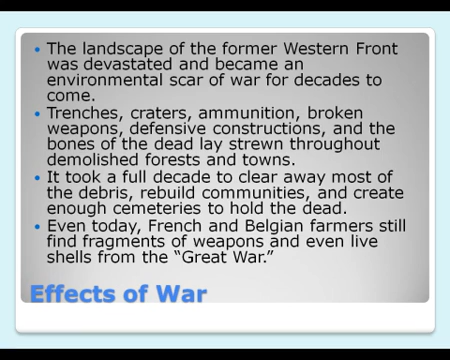 The landscape of the former Western Front
was devastated and became an
environmental scar of war for decades to
come.
Trenches, craters, ammunition, broken
weapons, defensive constructions, and the
bones of the dead lay strewn throughout
demolished forests and towns.
It took a full decade to clear away most of
the debris, rebuild communities, and create
enough cemeteries to hold the dead.
Even today, French and Belgian farmers still
find fragments of weapons and even live
shells from the “Great War.”
Effects of War